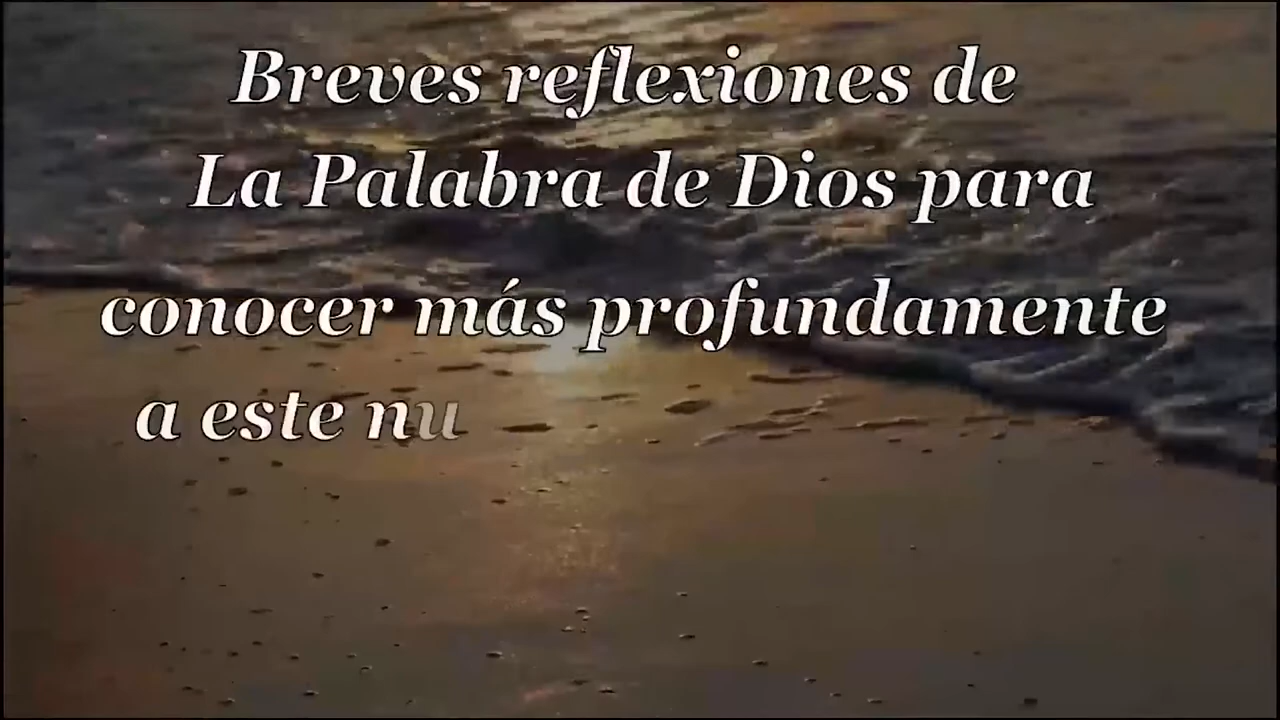 Breves reflexiones de
La Palabra de Dios para
conocer más profundamente
a este nu